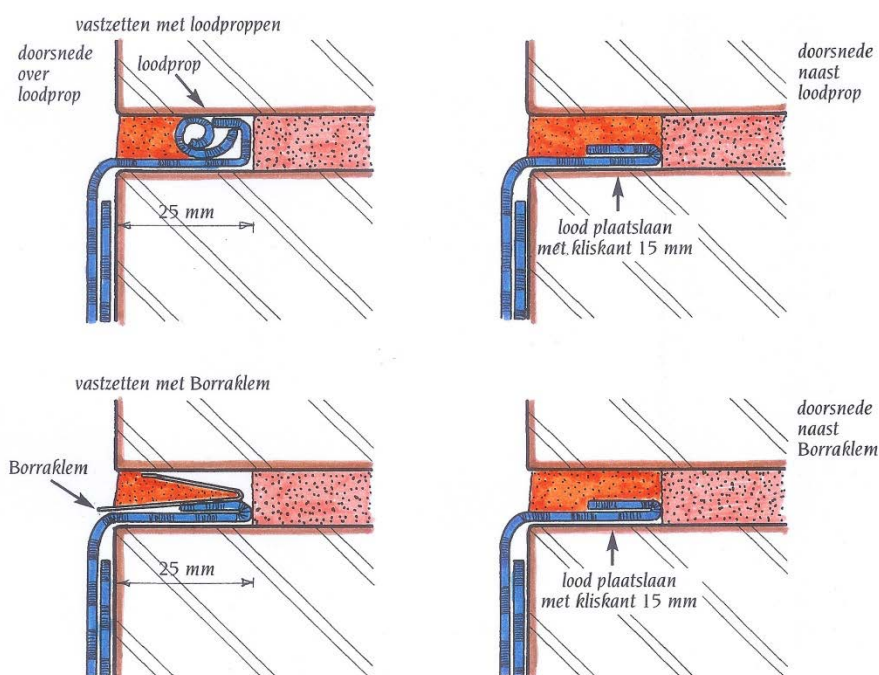 vastzetten met loodproppen
doorsnede
over
loodprop
loodprop
25 mm
doorsnede
naast
loodprop
lood plaatslaan
met kliskant 15 mm
vastzetten met Borraklem
Borraklem
25 mm
doorsnede
naast
Borraklem
lood plaatslaan
met kliskant 15 mm